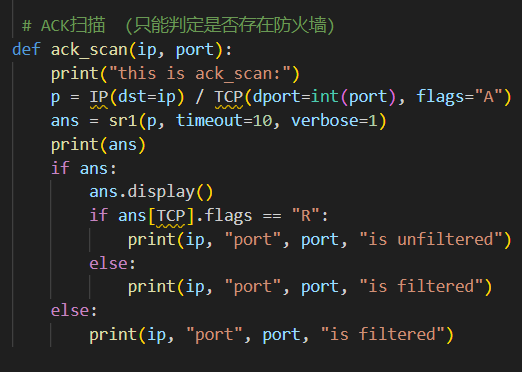 # ACK扫描 （只能判定是否存在防火墙）
def ack_scan(ip, port):
    print("this is ack_scan:")
    p = IP(dst=ip) / TCP(dport=int(port), flags="A")
    ans = sr1(p, timeout=10, verbose=1)
    print(ans)
    if ans:
        ans.display()
        if ans[TCP].flags == "R":
            print(ip, "port", port, "is unfiltered")
        else:
            print(ip, "port", port, "is filtered")
    else:
        print(ip, "port", port, "is filtered")